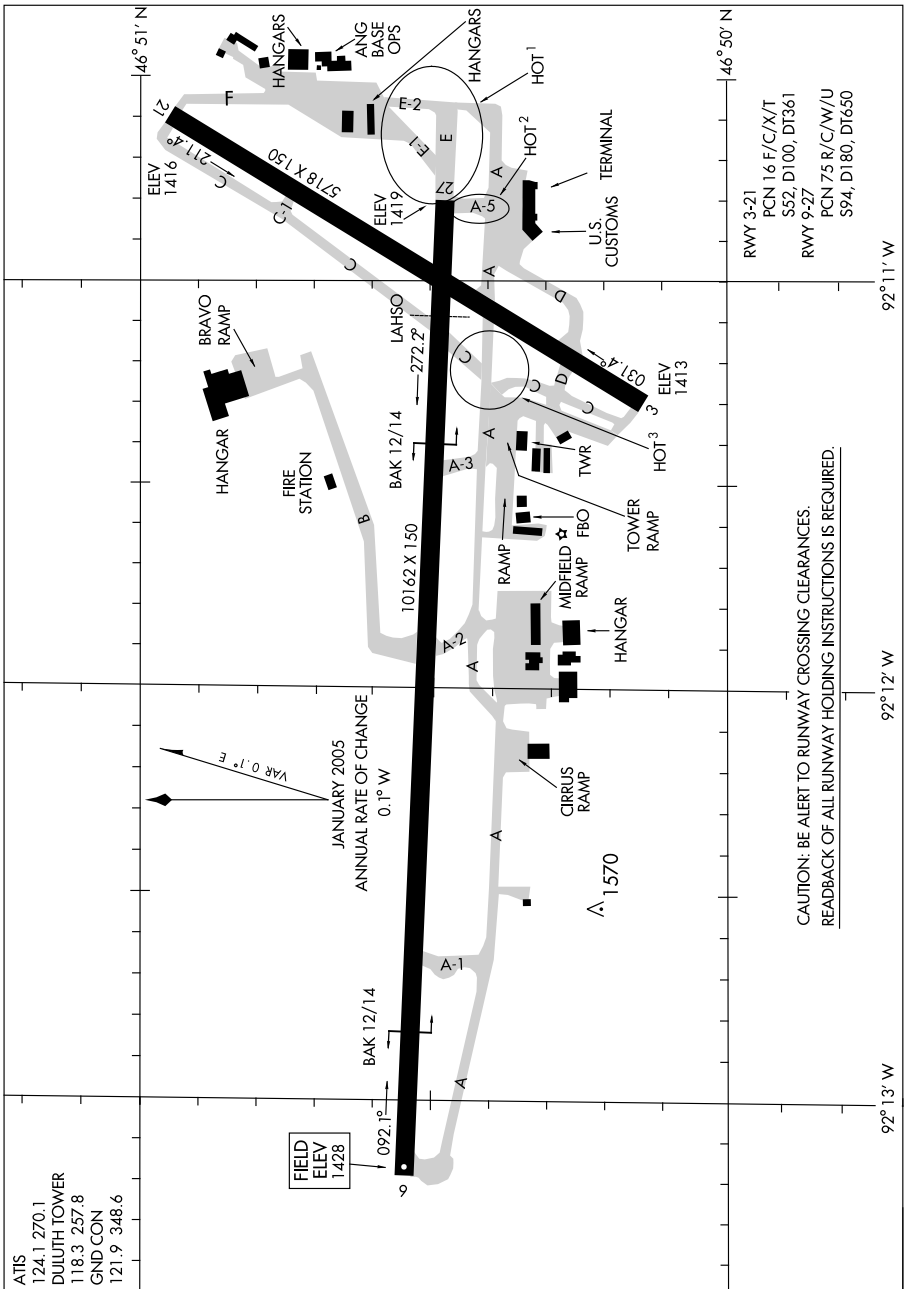 ATIS
124.1 270.1
DULUTH TOWER
118.3 257.8
GND CON
121.9 348.6
FIELD
ELEV
1428
9
092.1°
BAK 12/14
A
A-1
JANUARY 2005
ANNUAL RATE OF CHANGE
0.1° W
VAR 0.1° E
1570
A
CIRRUS
RAMP
A
A-2
HANGAR
MIDFIELD
RAMP
10162 X 150
B
FIRE
STATION
HANGAR
BRAVO
RAMP
RAMP
FBO
TOWER
RAMP
TWR
A-3
A
BAK 12/14
272.2°
LAHSO
C
C
C
D
HOT 3
3
ELEV
1413
031.4°
D
A
U.S.
CUSTOMS
TERMINAL
A-5
HOT 2
A
27
ELEV
1419
E
E-1
E-2
HOT 1
HANGARS
C
C-1
C
5718 X 150
211.4°
ELEV
1416
21
F
HANGARS
ANG
BASE
OPS
46° 51' N
46° 50' N
92° 11' W
92° 12' W
92° 13' W
RWY 3-21
PCN 16 F/C/X/T
S52, D100, DT361
RWY 9-27
PCN 75 R/C/W/U
S94, D180, DT650
CAUTION: BE ALERT TO RUNWAY CROSSING CLEARANCES.
READBACK OF ALL RUNWAY HOLDING INSTRUCTIONS IS REQUIRED.